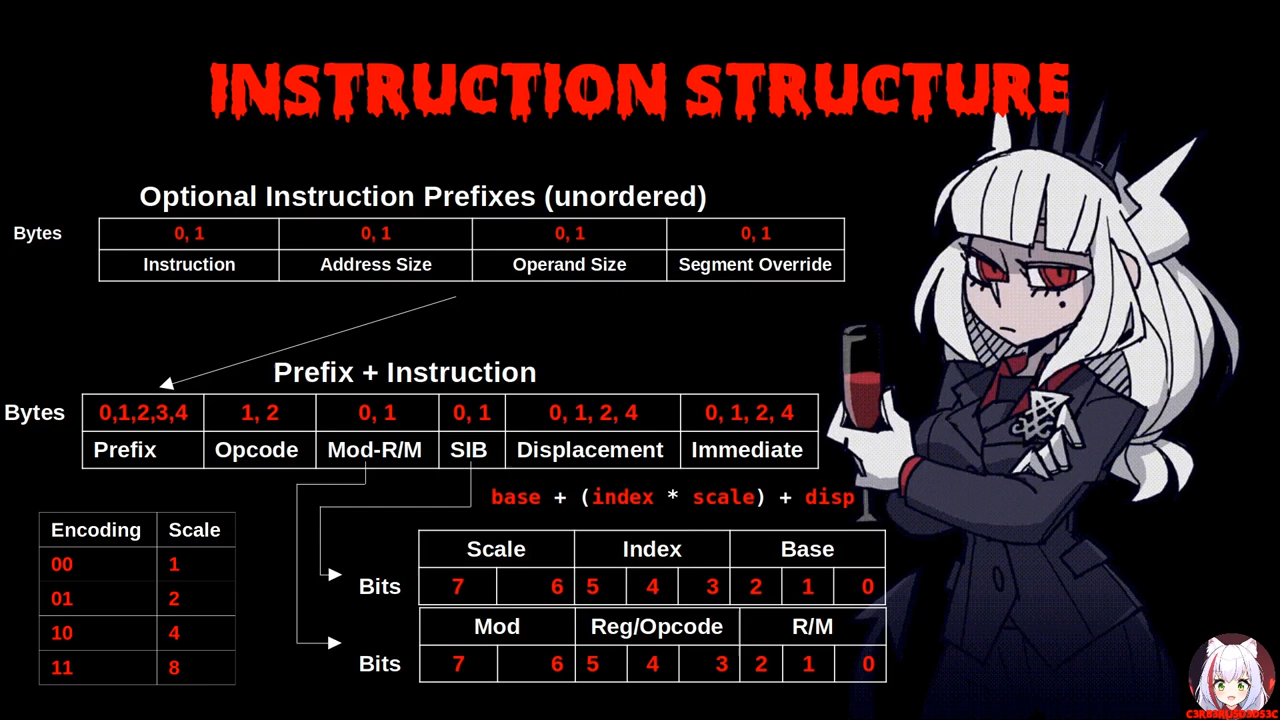 INSTRUCTION STRUCTURE
Optional Instruction Prefixes (unordered)
Bytes 0, 1 0, 1 0, 1 0, 1
Instruction Address Size Operand Size Segment Override
Prefix + Instruction
Bytes 0,1,2,3,4 1, 2 0, 1 0, 1 0, 1, 2, 4 0, 1, 2, 4
Prefix Opcode Mod-R/M SIB Displacement Immediate
base + (index * scale) + disp
Encoding Scale
00 1
01 2
10 4
11 8
Scale Index Base
Bits 7 6 5 4 3 2 1 0
Mod Reg/Opcode R/M
Bits 7 6 5 4 3 2 1 0